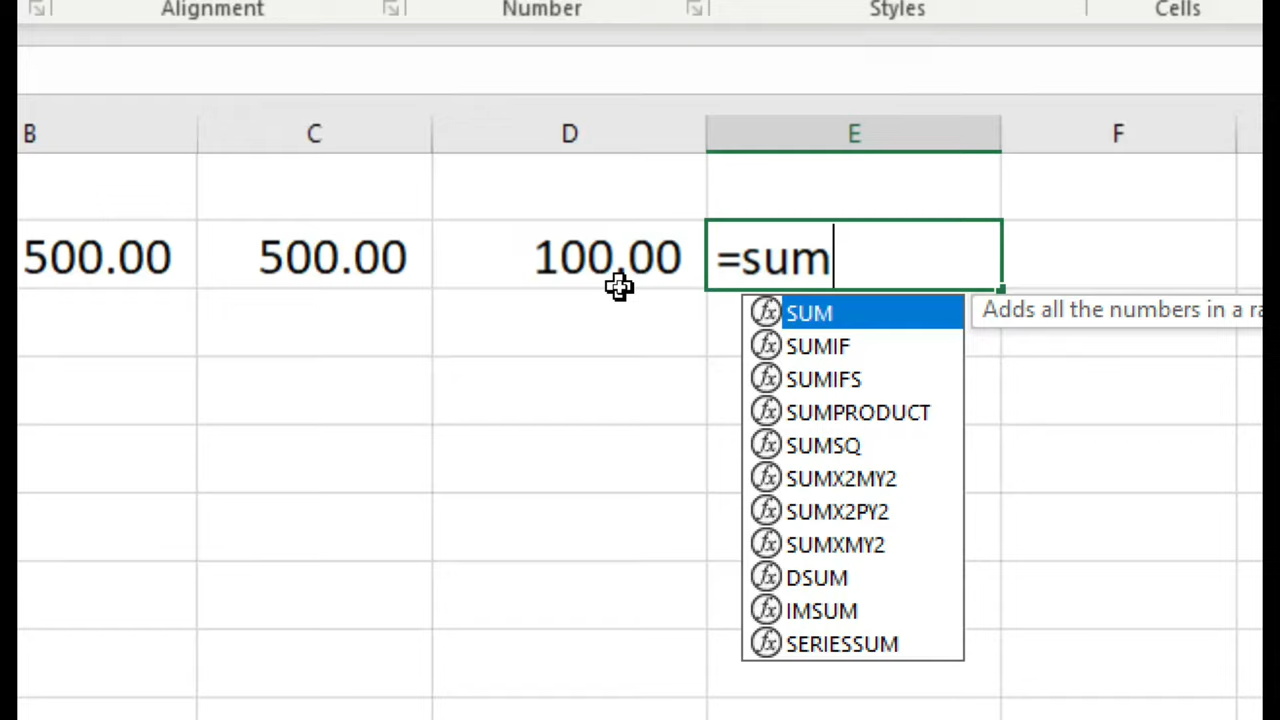 Alignment Number Styles Cells
B C D E F
500.00 500.00 100.00 =sum
SUM Adds all the numbers in a
SUMIF
SUMIFS
SUMPRODUCT
SUMSQ
SUMX2MY2
SUMX2PY2
SUMXMY2
DSUM
IMSUM
SERIESSUM